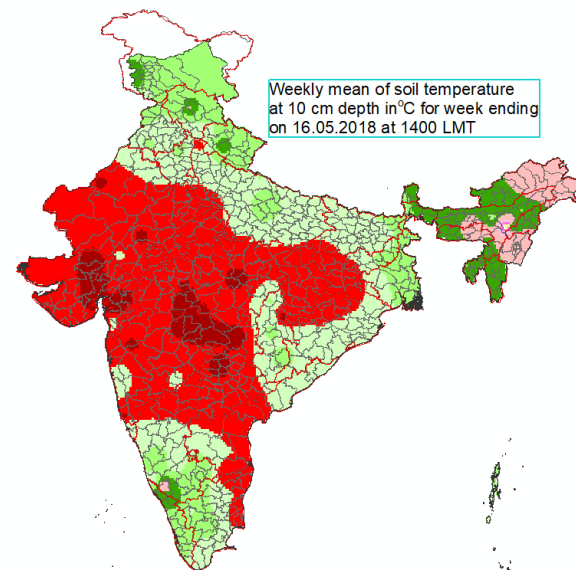 Weekly mean of soil temperature
at 10 cm depth in°C for week ending
on 16.05.2018 at 1400 LMT